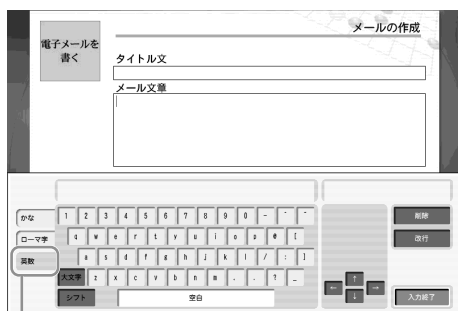 メールの作成
電子メールを
書く
タイトル文
メール文章
かな
ローマ字
英数
1 2 3 4 5 6 7 8 9 0 -
q w e r t y u i o p @ [
a s d f g h j k l / : ]
大文字 z x c v b n m , . ? _
シフト 空白
削除
改行
← ↑ ↓ →
入力終了